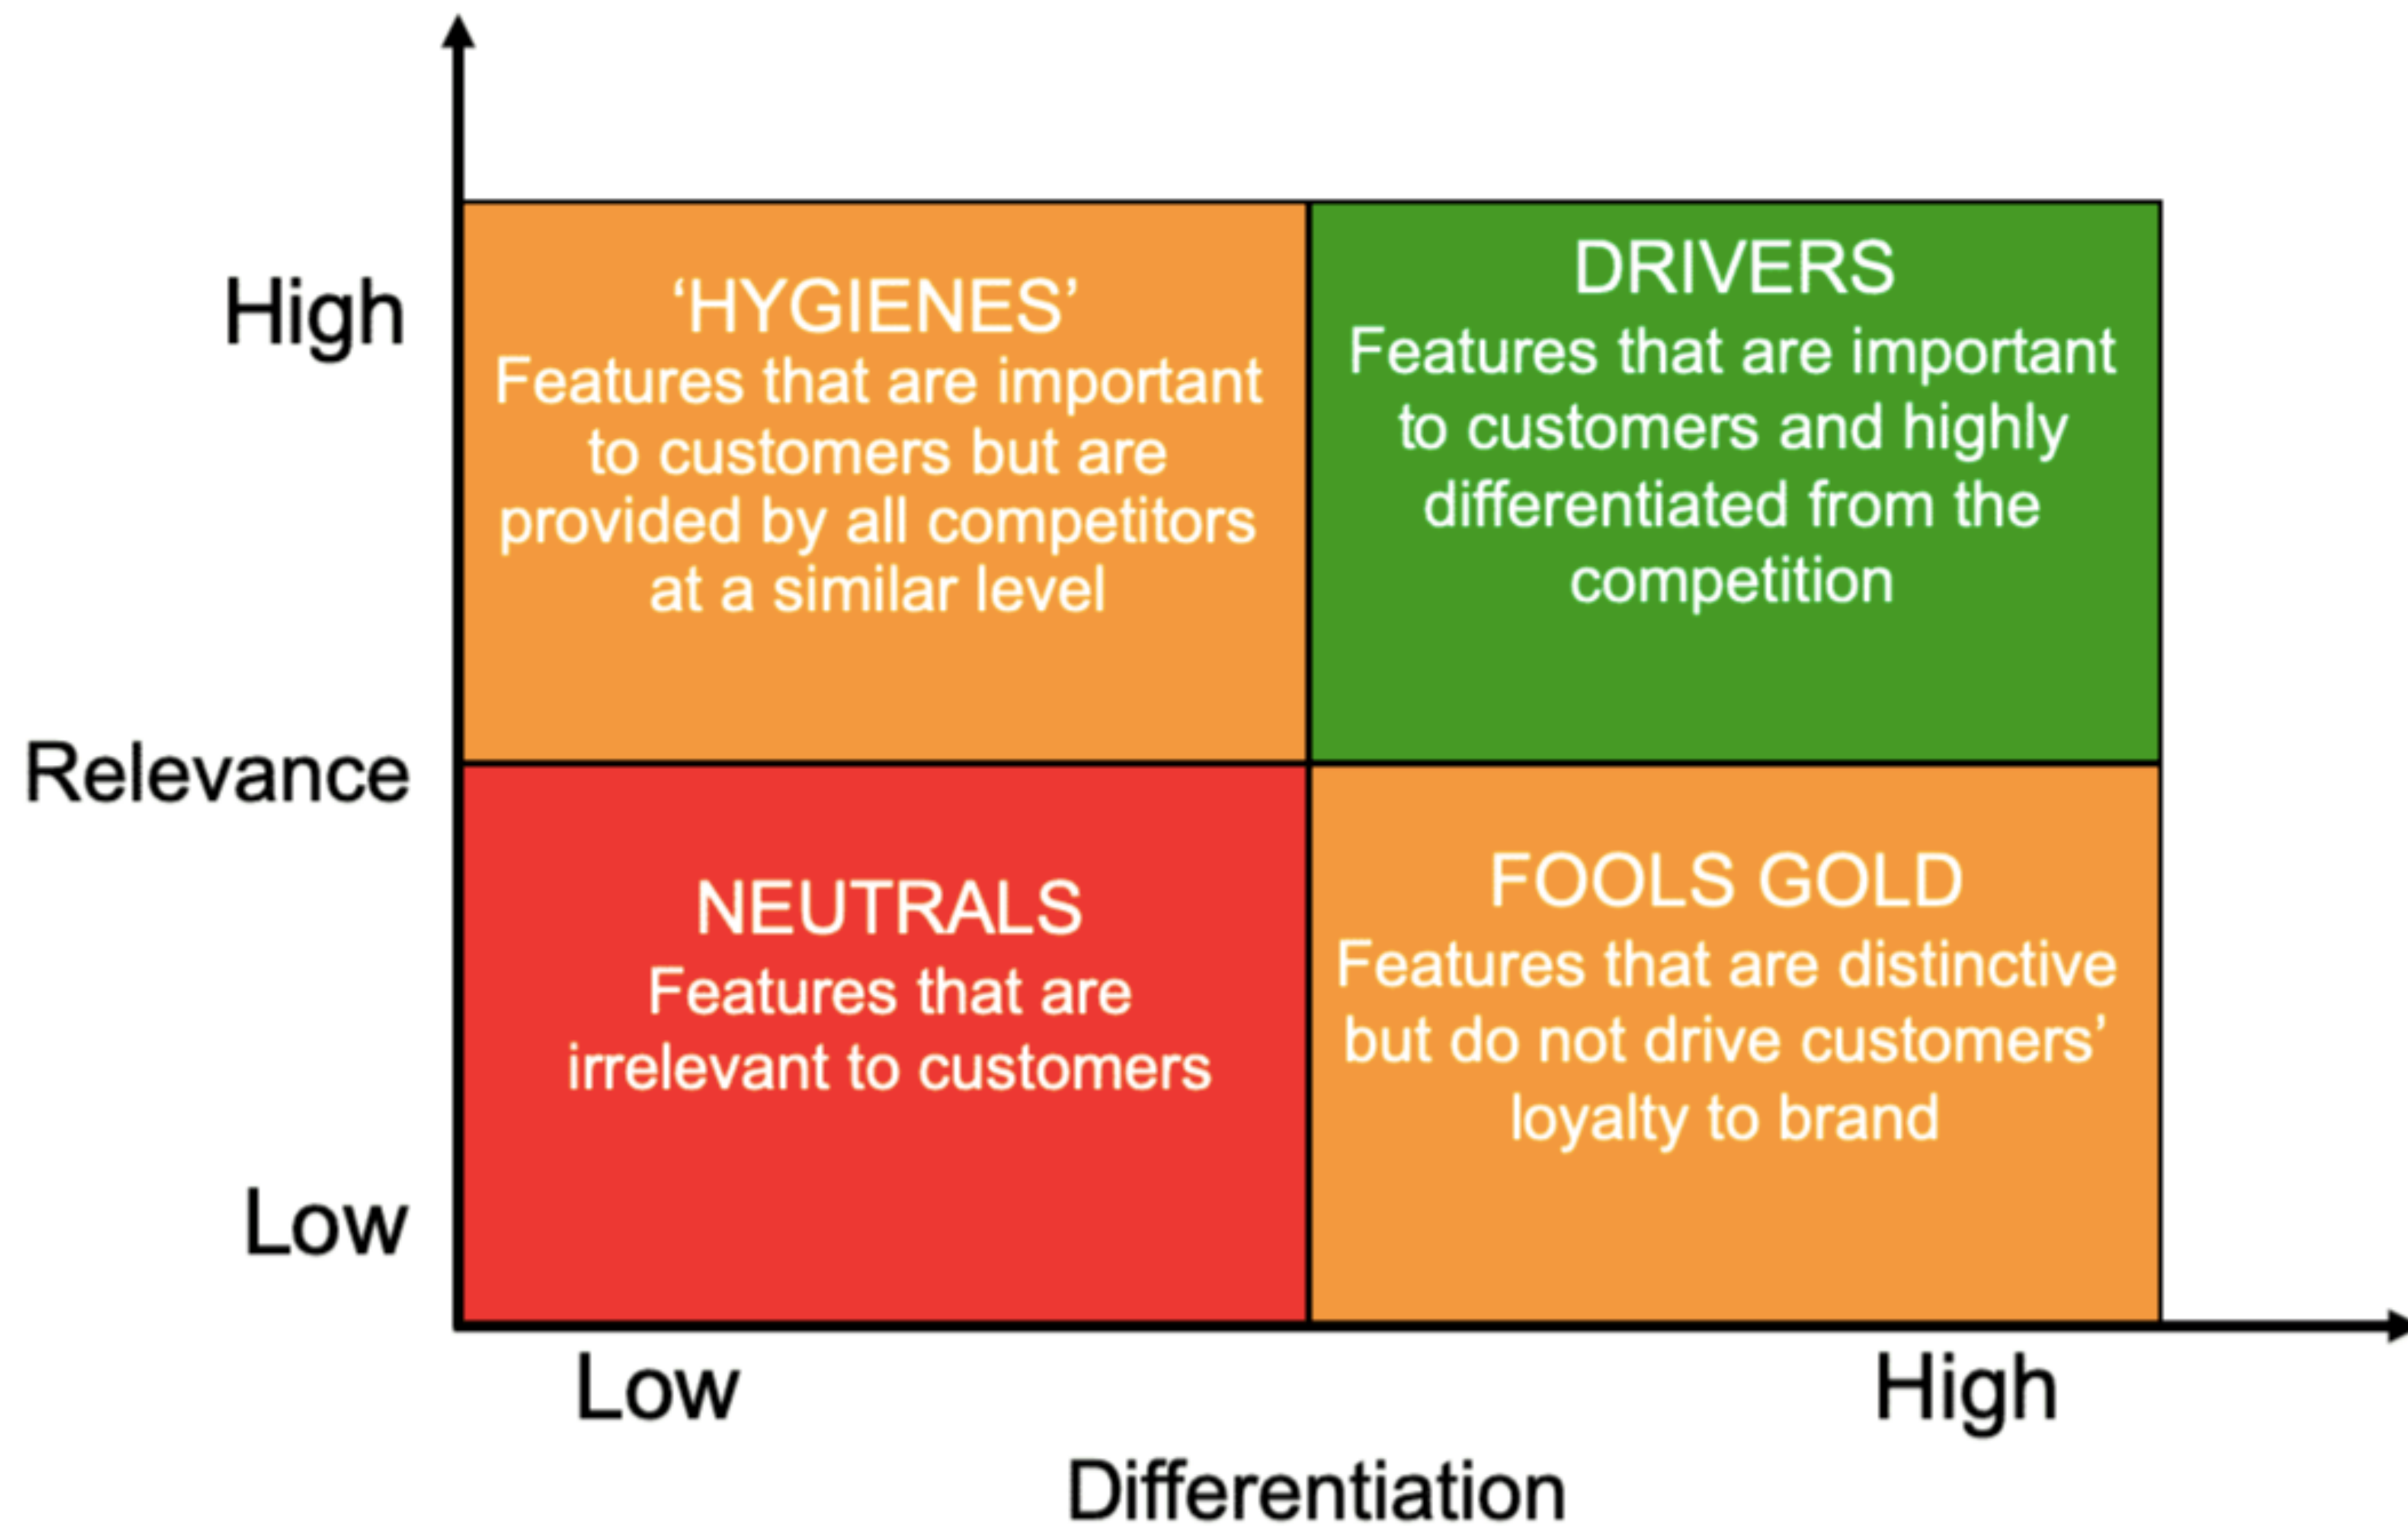 High
‘HYGIENES’
Features that are important
to customers but are
provided by all competitors
at a similar level
DRIVERS
Features that are important
to customers and highly
differentiated from the
competition
Relevance
NEUTRALS
Features that are
irrelevant to customers
FOOLS GOLD
Features that are distinctive
but do not drive customers’
loyalty to brand
Low
Low
High
Differentiation